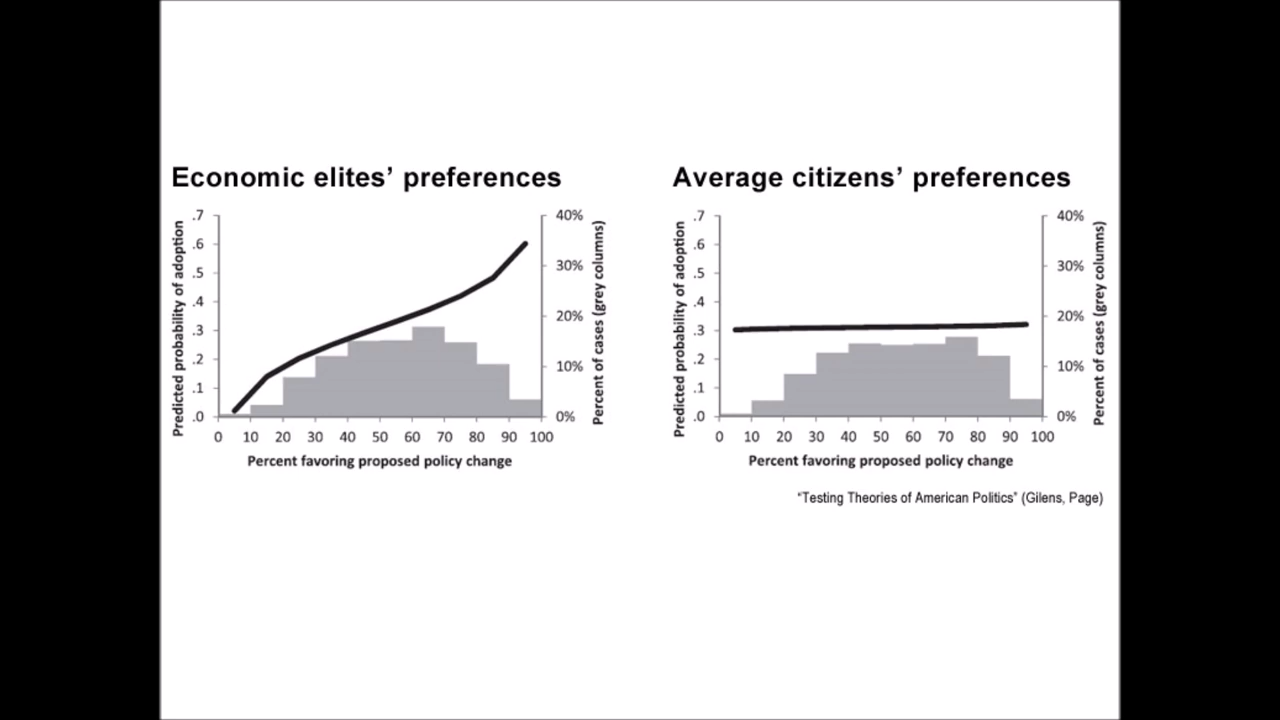 Economic elites’ preferences
Predicted probability of adoption
.7
.6
.5
.4
.3
.2
.1
.0
40%
30%
20%
10%
0%
Percent of cases (grey columns)
0 10 20 30 40 50 60 70 80 90 100
Percent favoring proposed policy change
Average citizens’ preferences
Predicted probability of adoption
.7
.6
.5
.4
.3
.2
.1
.0
40%
30%
20%
10%
0%
Percent of cases (grey columns)
0 10 20 30 40 50 60 70 80 90 100
Percent favoring proposed policy change
“Testing Theories of American Politics” (Gilens, Page)